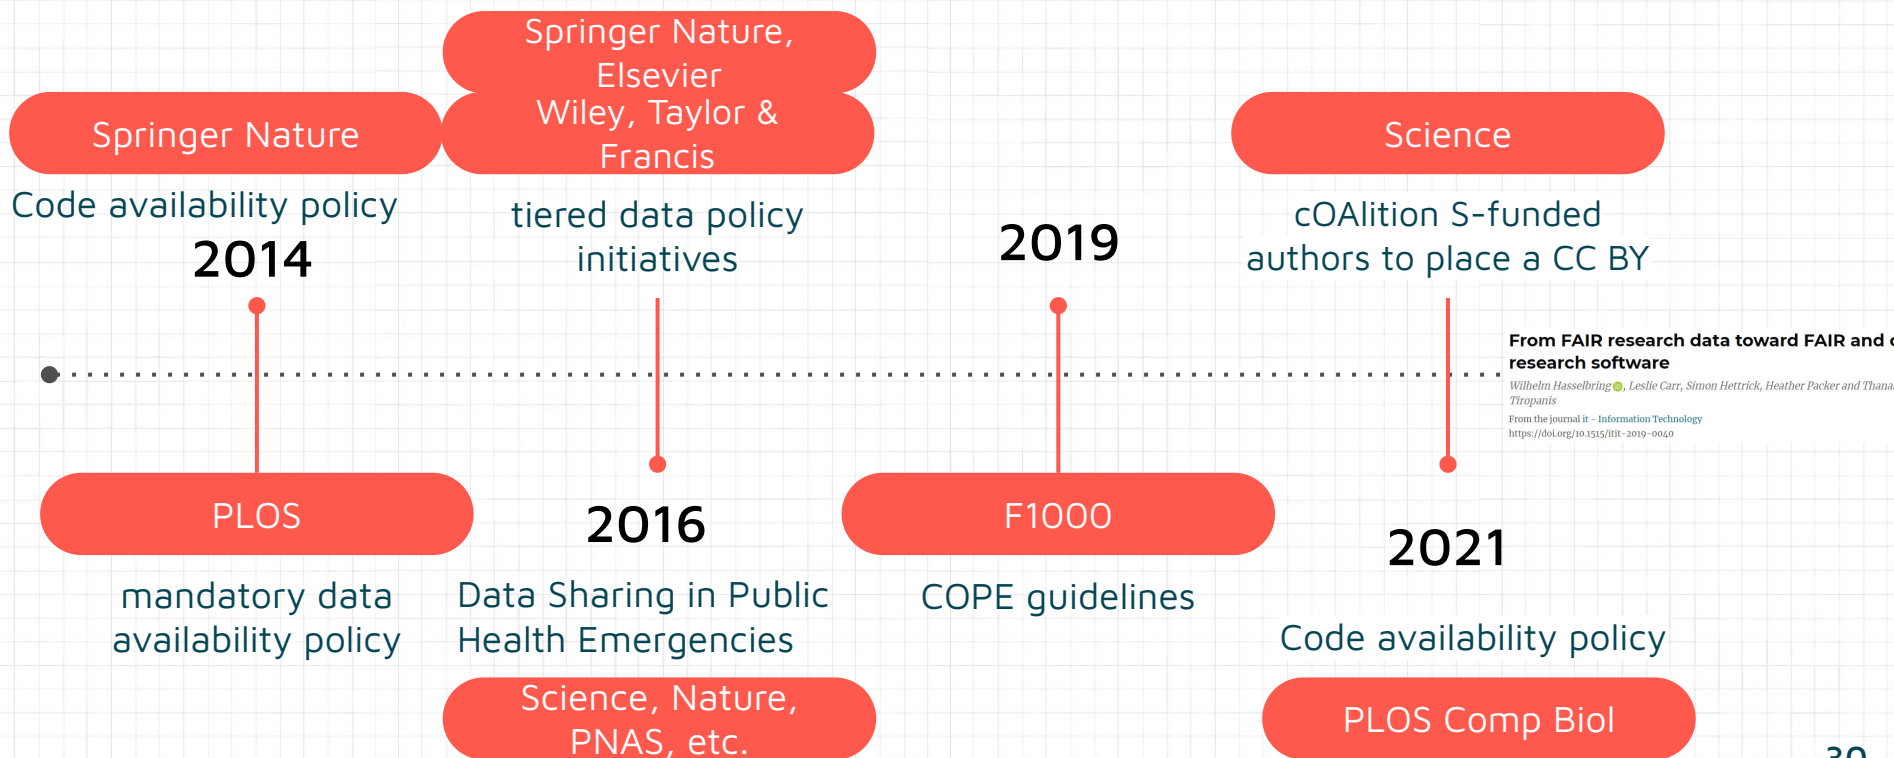 Springer Nature
Code availability policy
2014
PLOS
mandatory data
availability policy
Springer Nature,
Elsevier
Wiley, Taylor &
Francis
tiered data policy
initiatives
2016
Data Sharing in Public
Health Emergencies
Science, Nature,
PNAS, etc.
2019
F1000
COPE guidelines
Science
cOAlition S-funded
authors to place a CC BY
2021
Code availability policy
PLOS Comp Biol
From FAIR research data toward FAIR and
research software
Wilhelm Hasselbring, Leslie Carr, Simon Hettrick, Heather Packer and
Tiropanis
From the journal it - Information Technology
https://doi.org/10.1515/itit-2019-0040